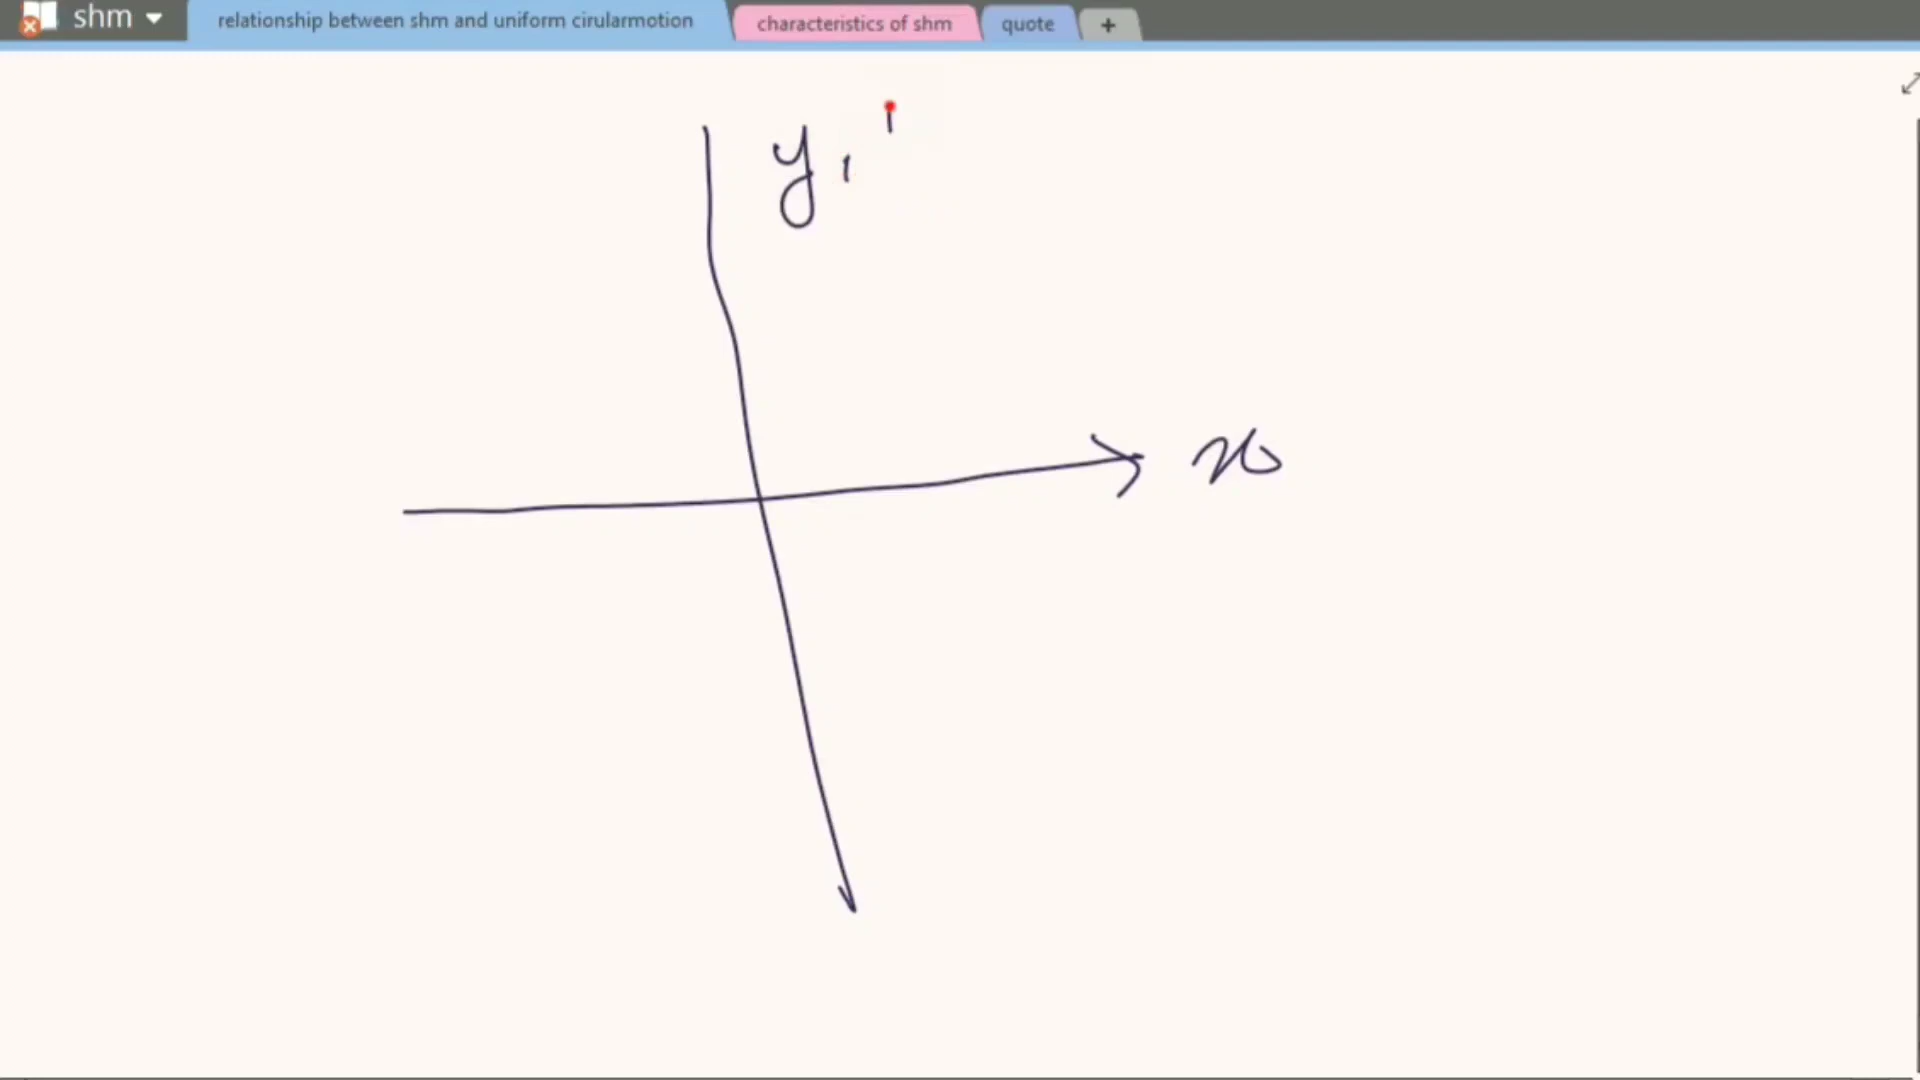 shm
relationship between shm and uniform cirularmotion
characteristics of shm
quote
+
y,
x